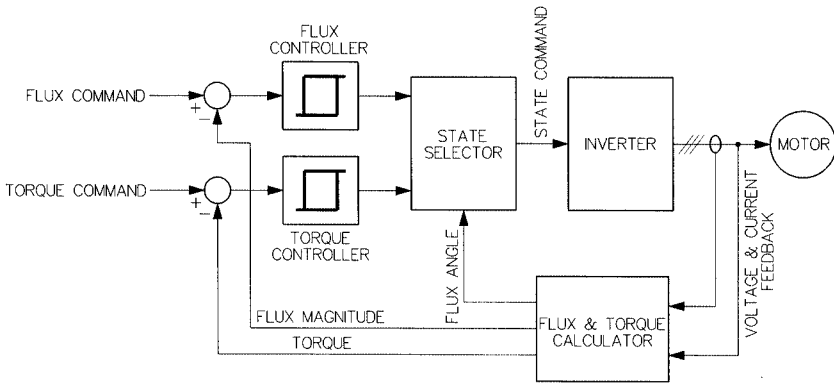 FLUX
CONTROLLER
FLUX COMMAND
+
−
STATE
SELECTOR
STATE COMMAND
INVERTER
MOTOR
TORQUE COMMAND
+
−
TORQUE
CONTROLLER
FLUX ANGLE
VOLTAGE & CURRENT
FEEDBACK
FLUX MAGNITUDE
TORQUE
FLUX & TORQUE
CALCULATOR